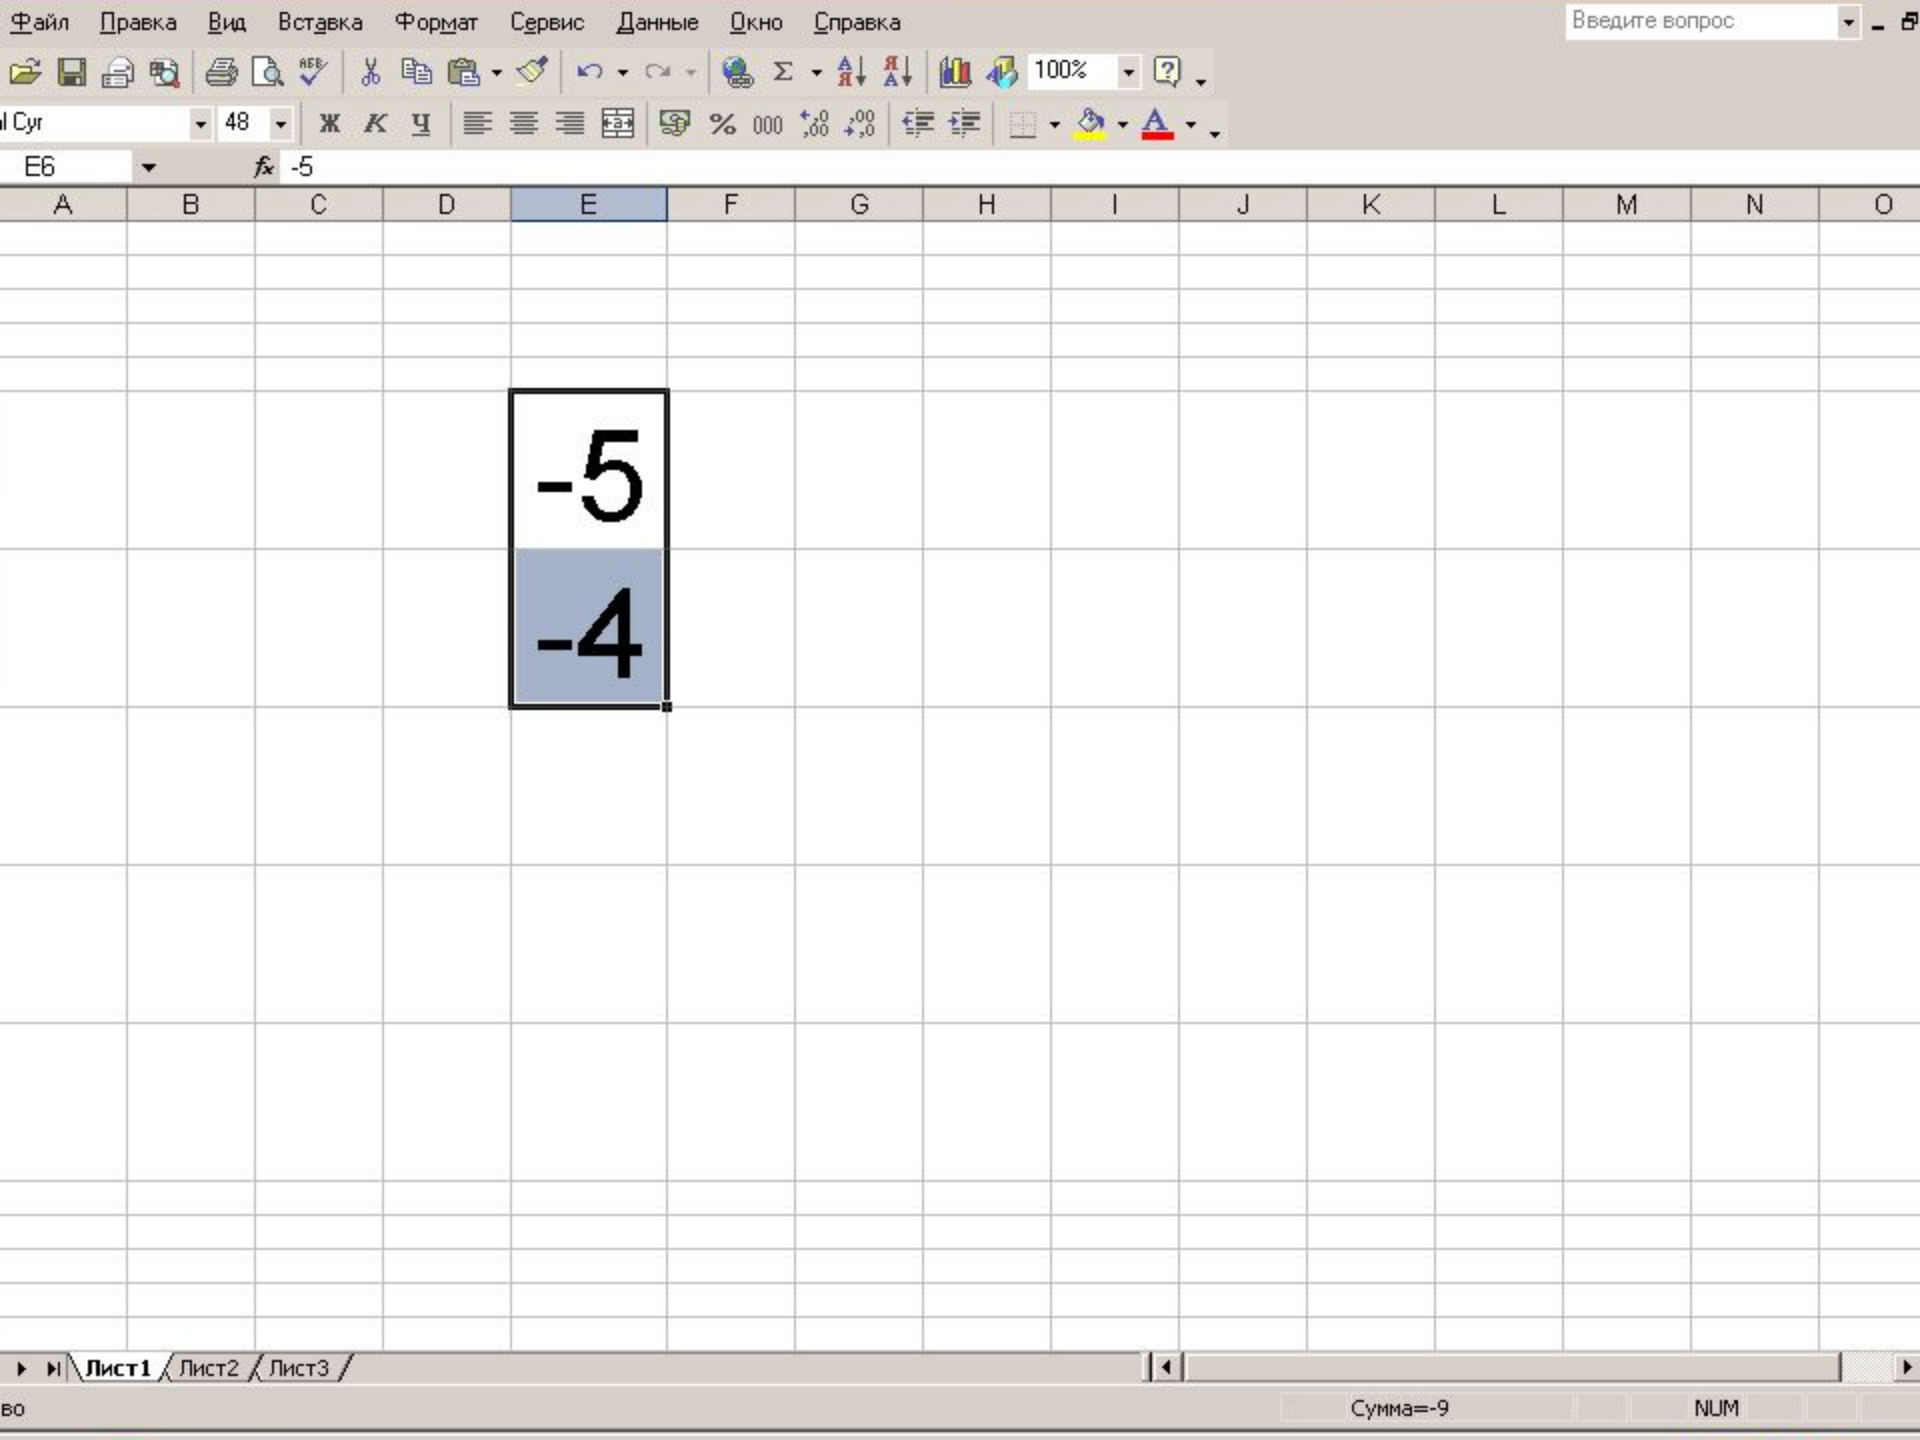 Файл Правка Вид Вставка Формат Сервис Данные Окно Справка Введите вопрос
100%
l Cyr 48 Ж К Ч % 000
E6 fx -5
A B C D E F G H I J K L M N O
-5
-4
Лист1 Лист2 Лист3
во Сумма=-9 NUM